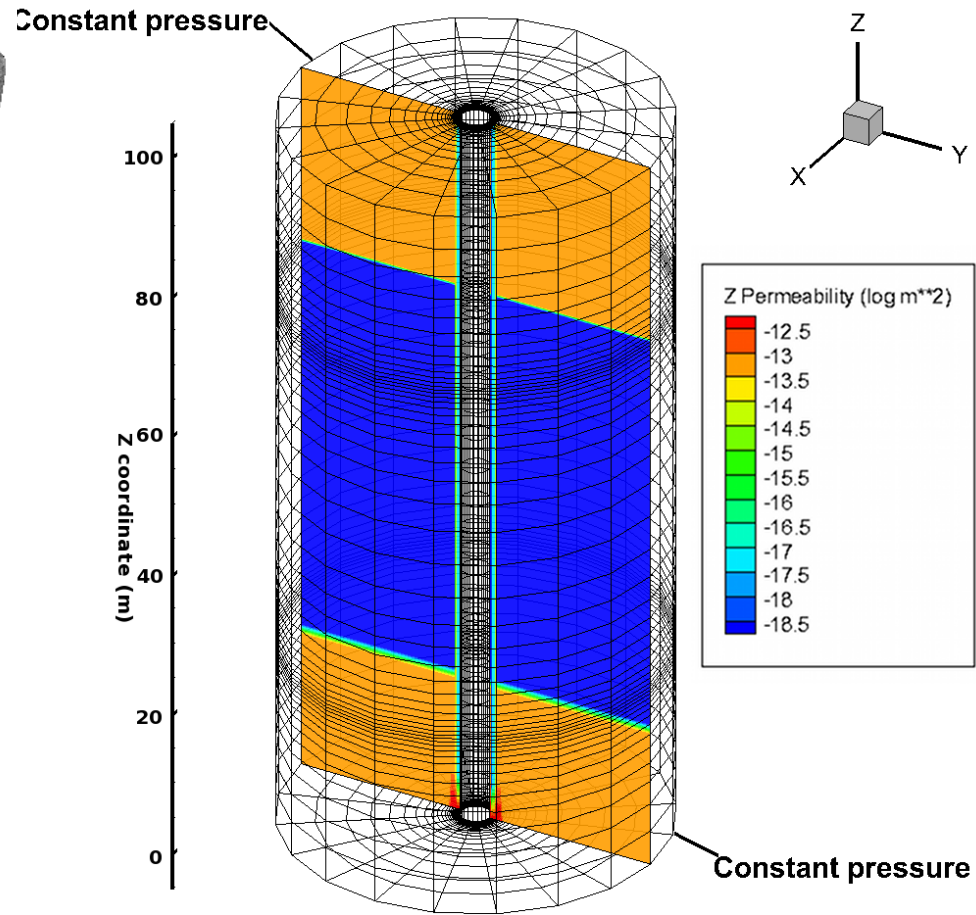 Constant pressure
Z
Y
X
100
80
60
40
20
0
Z coordinate (m)
Z Permeability (log m**2)
-12.5
-13
-13.5
-14
-14.5
-15
-15.5
-16
-16.5
-17
-17.5
-18
-18.5
Constant pressure